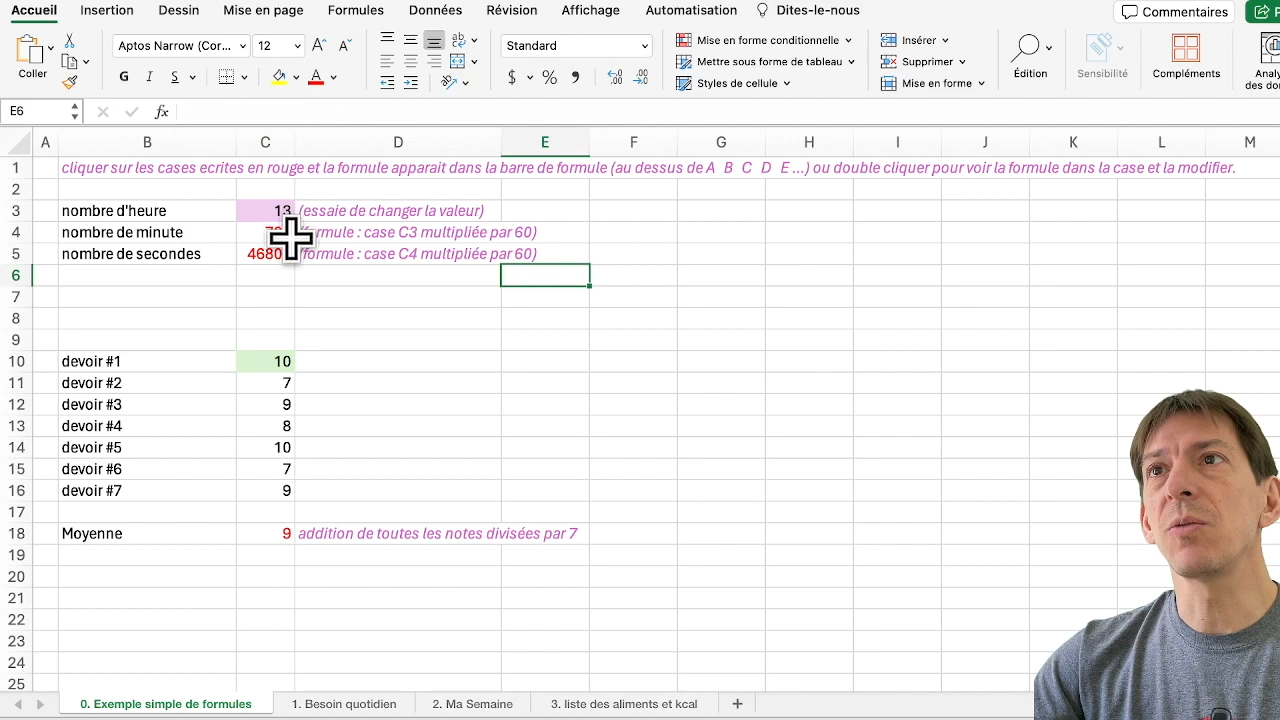 Accueil Insertion Dessin Mise en page Formules Données Révision Affichage Automatisation Dites-le-nous Commentaires
Coller
Aptos Narrow (Cor... 12
G I S
Standard
$ %
Mise en forme conditionnelle
Mettre sous forme de tableau
Styles de cellule
Insérer
Supprimer
Mise en forme
Édition
Sensibilité
Compléments
E6 fx
A B C D E F G H I J K L M
1 cliquer sur les cases ecrites en rouge et la formule apparait dans la barre de formule (au dessus de A B C D E ...) ou double cliquer pour voir la formule dans la case et la modifier.
2
3 nombre d'heure 13 (essaie de changer la valeur)
4 nombre de minute formule : case C3 multipliée par 60)
5 nombre de secondes formule : case C4 multipliée par 60)
6
7
8
9
10 devoir #1 10
11 devoir #2 7
12 devoir #3 9
13 devoir #4 8
14 devoir #5 10
15 devoir #6 7
16 devoir #7 9
17
18 Moyenne 9 addition de toutes les notes divisées par 7
19
20
21
22
23
24
25
0. Exemple simple de formules 1. Besoin quotidien 2. Ma Semaine 3. liste des aliments et kcal +